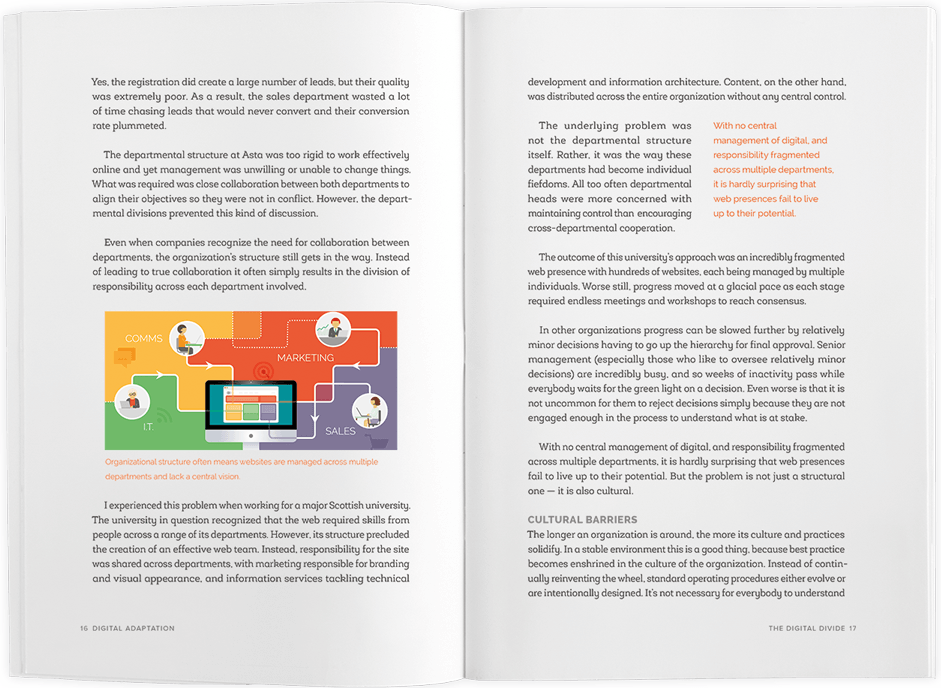 Yes, the registration did create a large number of leads, but their quality
was extremely poor. As a result, the sales department wasted a lot
of time chasing leads that would never convert and their conversion
rate plummeted.
The departmental structure at Asta was too rigid to work effectively
online and yet management was unwilling or unable to change things.
What was required was close collaboration between both departments to
align their objectives so they were not in conflict. However, the depart-
mental divisions prevented this kind of discussion.
Even when companies recognize the need for collaboration between
departments, the organization's structure still gets in the way. Instead
of leading to true collaboration it often simply results in the division of
responsibility across each department involved.
COMMS
MARKETING
I.T.
SALES
Organizational structure often means websites are managed across multiple
departments and lack a central vision.
I experienced this problem when working for a major Scottish university.
The university in question recognized that the web required skills from
people across a range of its departments. However, its structure precluded
the creation of an effective web team. Instead, responsibility for the site
was shared across departments, with marketing responsible for branding
and visual appearance, and information services tackling technical
16 DIGITAL ADAPTATION
development and information architecture. Content, on the other hand,
was distributed across the entire organization without any central control.
The underlying problem was
not the departmental structure
itself. Rather, it was the way these
departments had become individual
fiefdoms. All too often departmental
heads were more concerned with
maintaining control than encouraging
cross-departmental cooperation.
With no central
management of digital, and
responsibility fragmented
across multiple departments,
it is hardly surprising that
web presences fail to live
up to their potential.
The outcome of this university's approach was an incredibly fragmented
web presence with hundreds of websites, each being managed by multiple
individuals. Worse still, progress moved at a glacial pace as each stage
required endless meetings and workshops to reach consensus.
In other organizations progress can be slowed further by relatively
minor decisions having to go up the hierarchy for final approval. Senior
management (especially those who like to oversee relatively minor
decisions) are incredibly busy, and so weeks of inactivity pass while
everybody waits for the green light on a decision. Even worse is that it is
not uncommon for them to reject decisions simply because they are not
engaged enough in the process to understand what is at stake.
With no central management of digital, and responsibility fragmented
across multiple departments, it is hardly surprising that web presences
fail to live up to their potential. But the problem is not just a structural
one — it is also cultural.
CULTURAL BARRIERS
The longer an organization is around, the more its culture and practices
solidify. In a stable environment this is a good thing, because best practice
becomes enshrined in the culture of the organization. Instead of contin-
ually reinventing the wheel, standard operating procedures either evolve or
are intentionally designed. It's not necessary for everybody to understand
THE DIGITAL DIVIDE 17